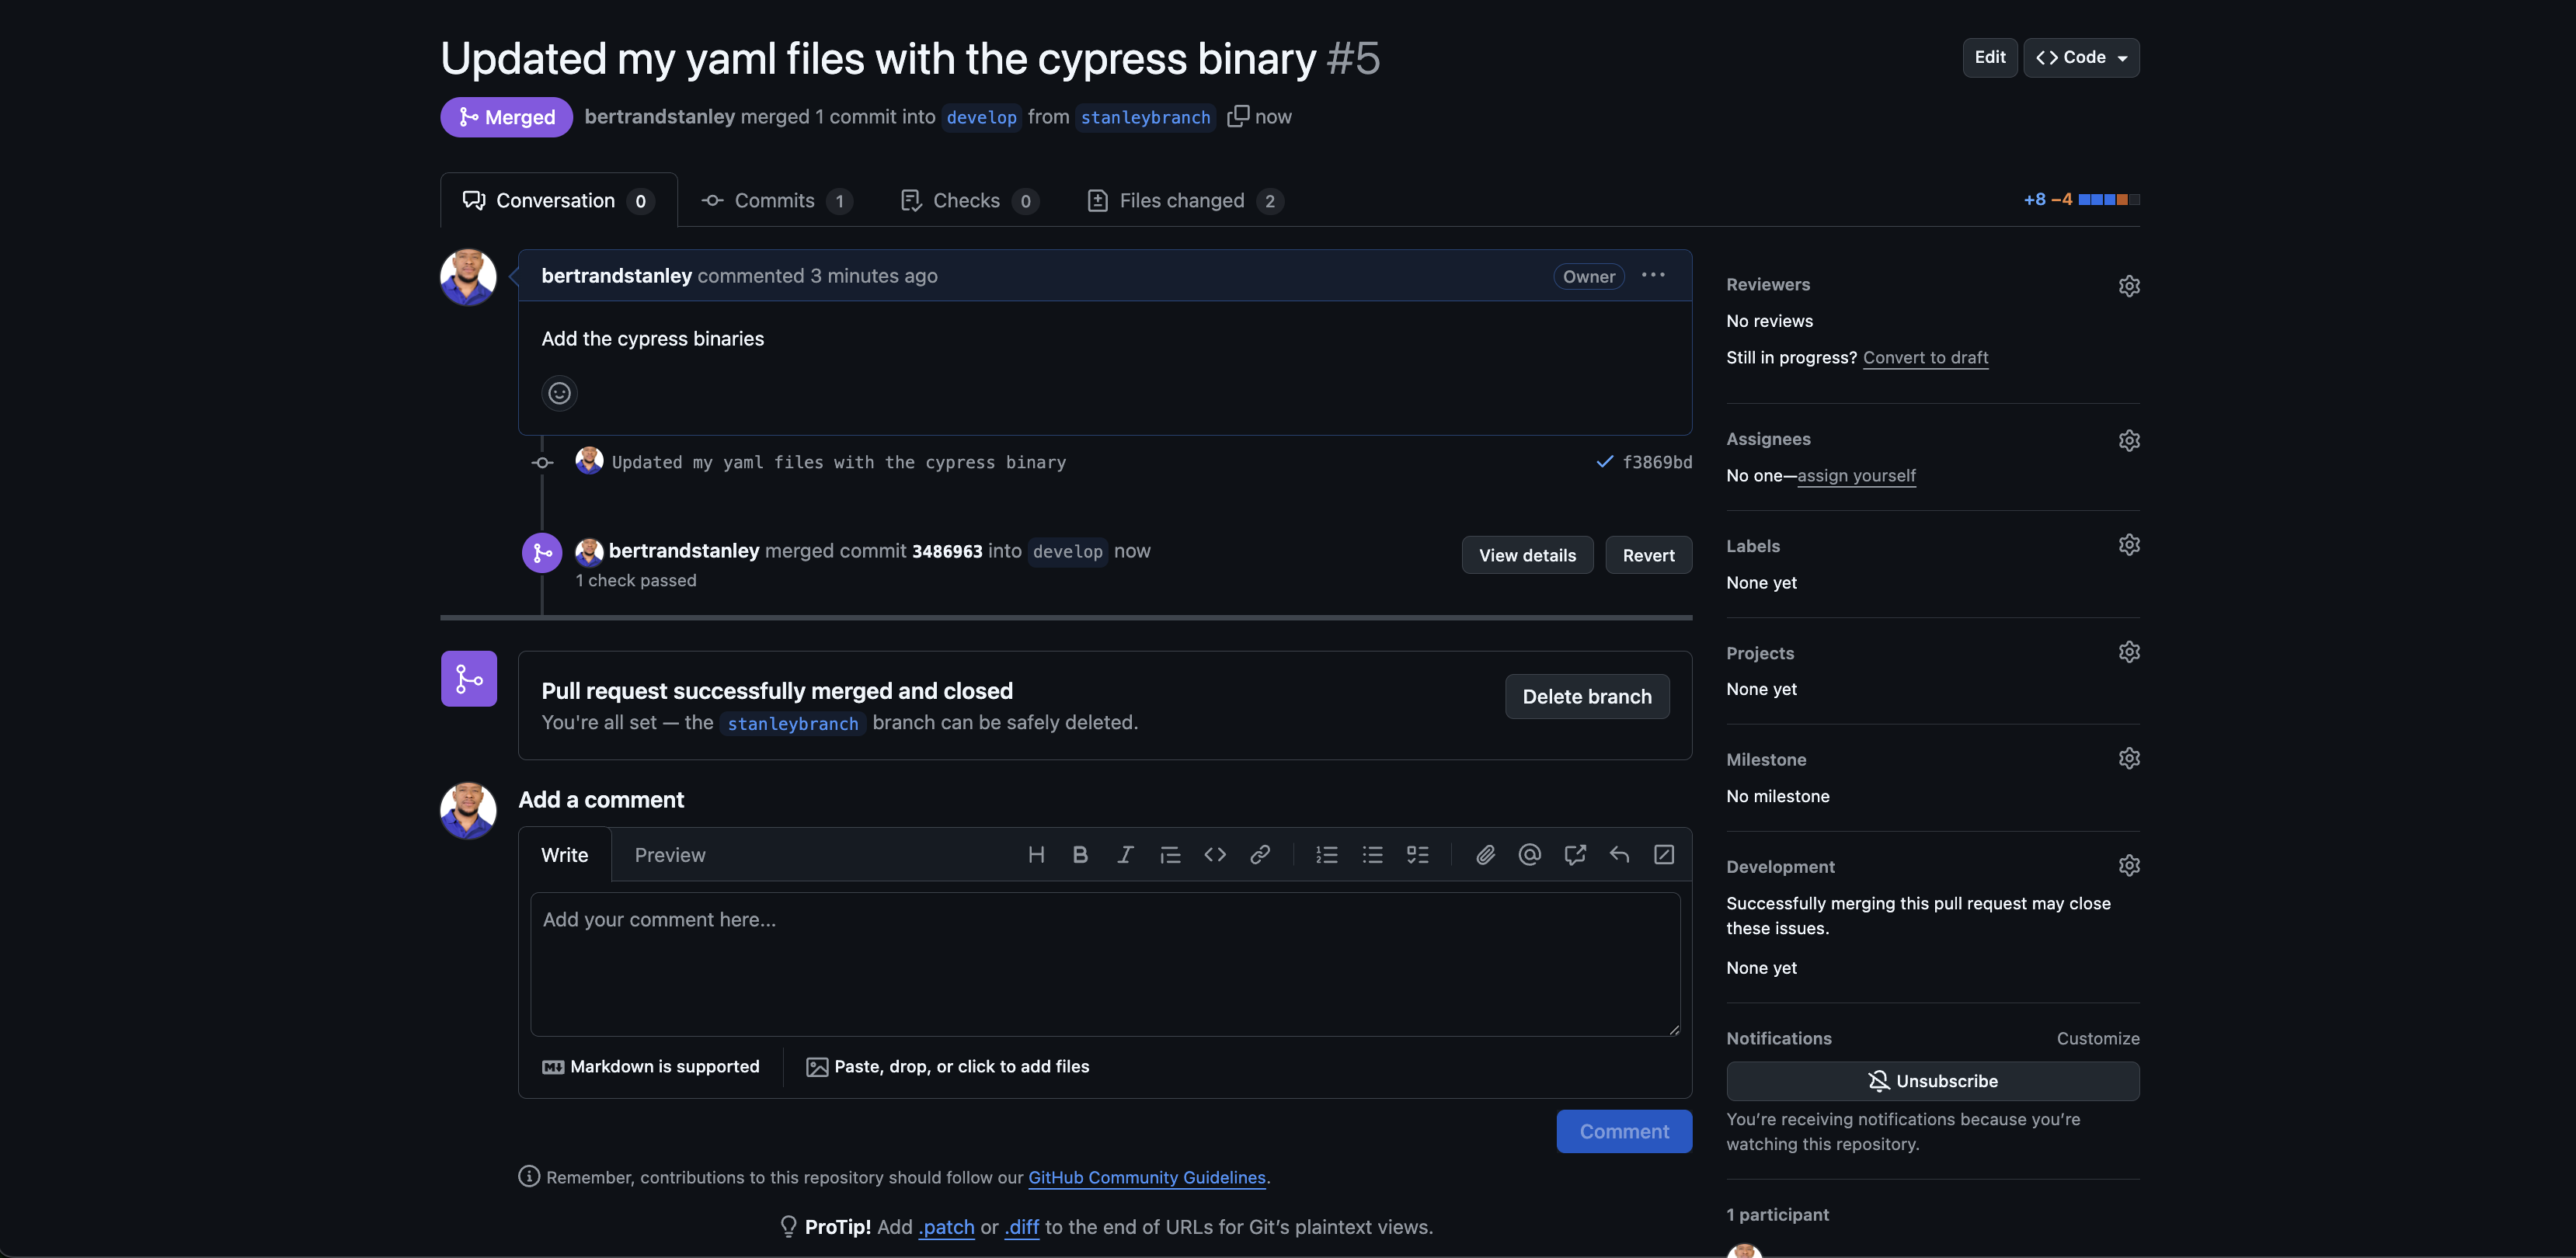 Updated my yaml files with the cypress binary #5
Edit
Code
Merged
bertrandstanley merged 1 commit into develop from stanleybranch now
Conversation 0
Commits 1
Checks 0
Files changed 2
+8 −4
bertrandstanley commented 3 minutes ago
Owner
Add the cypress binaries
Updated my yaml files with the cypress binary
f3869bd
bertrandstanley merged commit 3486963 into develop now
1 check passed
View details
Revert
Pull request successfully merged and closed
You're all set — the stanleybranch branch can be safely deleted.
Delete branch
Add a comment
Write
Preview
Add your comment here...
Markdown is supported
Paste, drop, or click to add files
Comment
Remember, contributions to this repository should follow our GitHub Community Guidelines.
ProTip! Add .patch or .diff to the end of URLs for Git’s plaintext views.
Reviewers
No reviews
Still in progress? Convert to draft
Assignees
No one—assign yourself
Labels
None yet
Projects
None yet
Milestone
No milestone
Development
Successfully merging this pull request may close
these issues.
None yet
Notifications
Customize
Unsubscribe
You’re receiving notifications because you’re
watching this repository.
1 participant